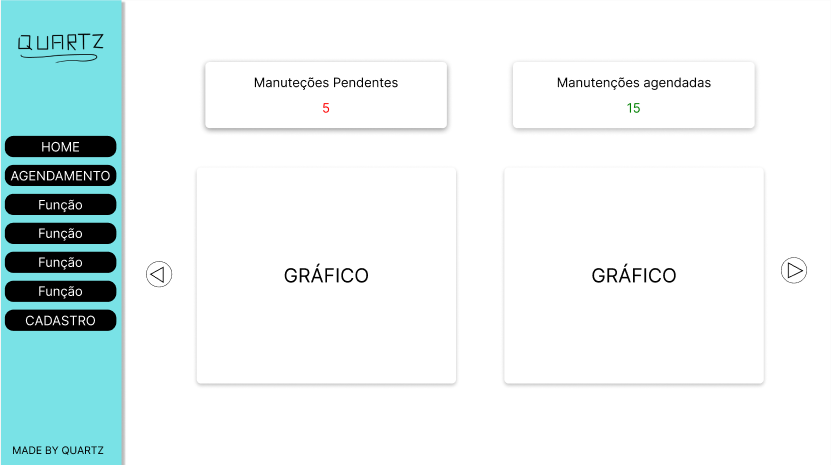 QUARTZ
HOME
AGENDAMENTO
Função
Função
Função
Função
CADASTRO
MADE BY QUARTZ
Manuteções Pendentes
5
Manutenções agendadas
15
GRÁFICO
GRÁFICO